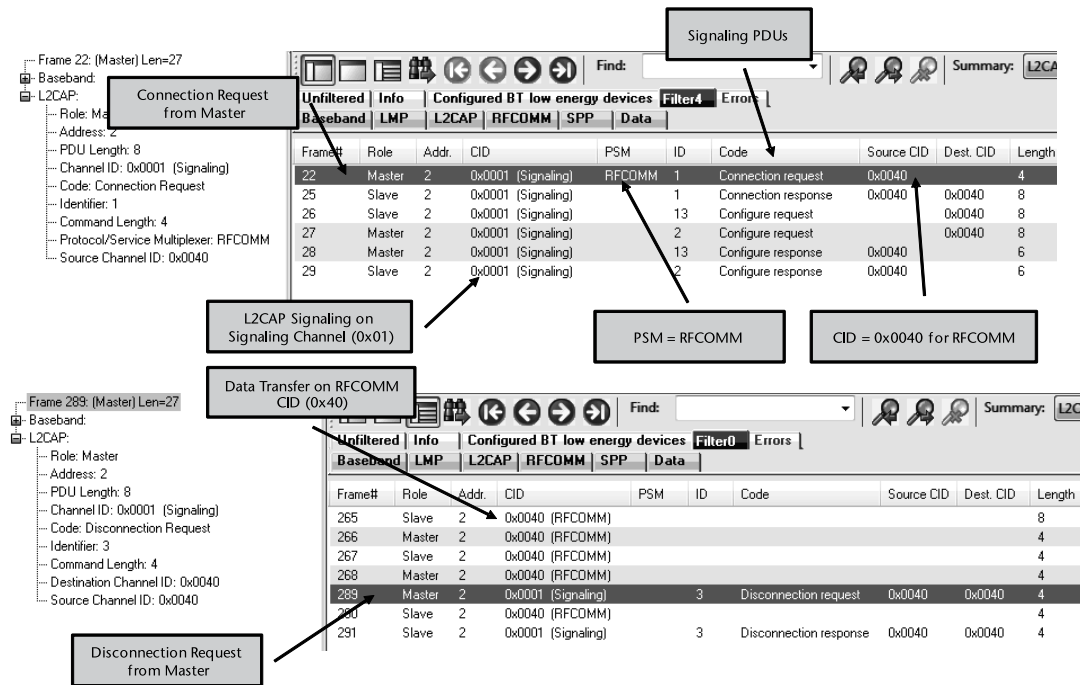 Signaling PDUs
Frame 22: (Master) Len=27
Baseband:
L2CAP:
Role: Ma
Address: 2
PDU Length: 8
Channel ID: 0x0001 (Signaling)
Code: Connection Request
Identifier: 1
Command Length: 4
Protocol/Service Multiplexer: RFCOMM
Source Channel ID: 0x0040
Connection Request
from Master
Find:
Summary:
Unfiltered Info Configured BT low energy devices Filter4 Errors
Baseband LMP L2CAP RFCOMM SPP Data
Frame# Role Addr. CID PSM ID Code Source CID Dest. CID Length
22 Master 2 0x0001 (Signaling) RFCOMM 1 Connection request 0x0040 4
25 Slave 2 0x0001 (Signaling) 1 Connection response 0x0040 0x0040 8
26 Slave 2 0x0001 (Signaling) 13 Configure request 0x0040 8
27 Master 2 0x0001 (Signaling) 2 Configure request 0x0040 8
28 Master 2 0x0001 (Signaling) 13 Configure response 0x0040 6
29 Slave 2 0x0001 (Signaling) 2 Configure response 0x0040 6
L2CAP Signaling on
Signaling Channel (0x01)
PSM = RFCOMM
CID = 0x0040 for RFCOMM
Data Transfer on RFCOMM
CID (0x40)
Frame 289: (Master) Len=27
Baseband:
L2CAP:
Role: Master
Address: 2
PDU Length: 8
Channel ID: 0x0001 (Signaling)
Code: Disconnection Request
Identifier: 3
Command Length: 4
Destination Channel ID: 0x0040
Source Channel ID: 0x0040
Find:
Summary:
Unfiltered Info Configured BT low energy devices Filter0 Errors
Baseband LMP L2CAP RFCOMM SPP Data
Frame# Role Addr. CID PSM ID Code Source CID Dest. CID Length
265 Slave 2 0x0040 (RFCOMM) 8
266 Master 2 0x0040 (RFCOMM) 4
267 Slave 2 0x0040 (RFCOMM) 4
268 Master 2 0x0040 (RFCOMM) 4
289 Master 2 0x0001 (Signaling) 3 Disconnection request 0x0040 0x0040 4
290 Slave 2 0x0040 (RFCOMM) 4
291 Slave 2 0x0001 (Signaling) 3 Disconnection response 0x0040 0x0040 4
Disconnection Request
from Master